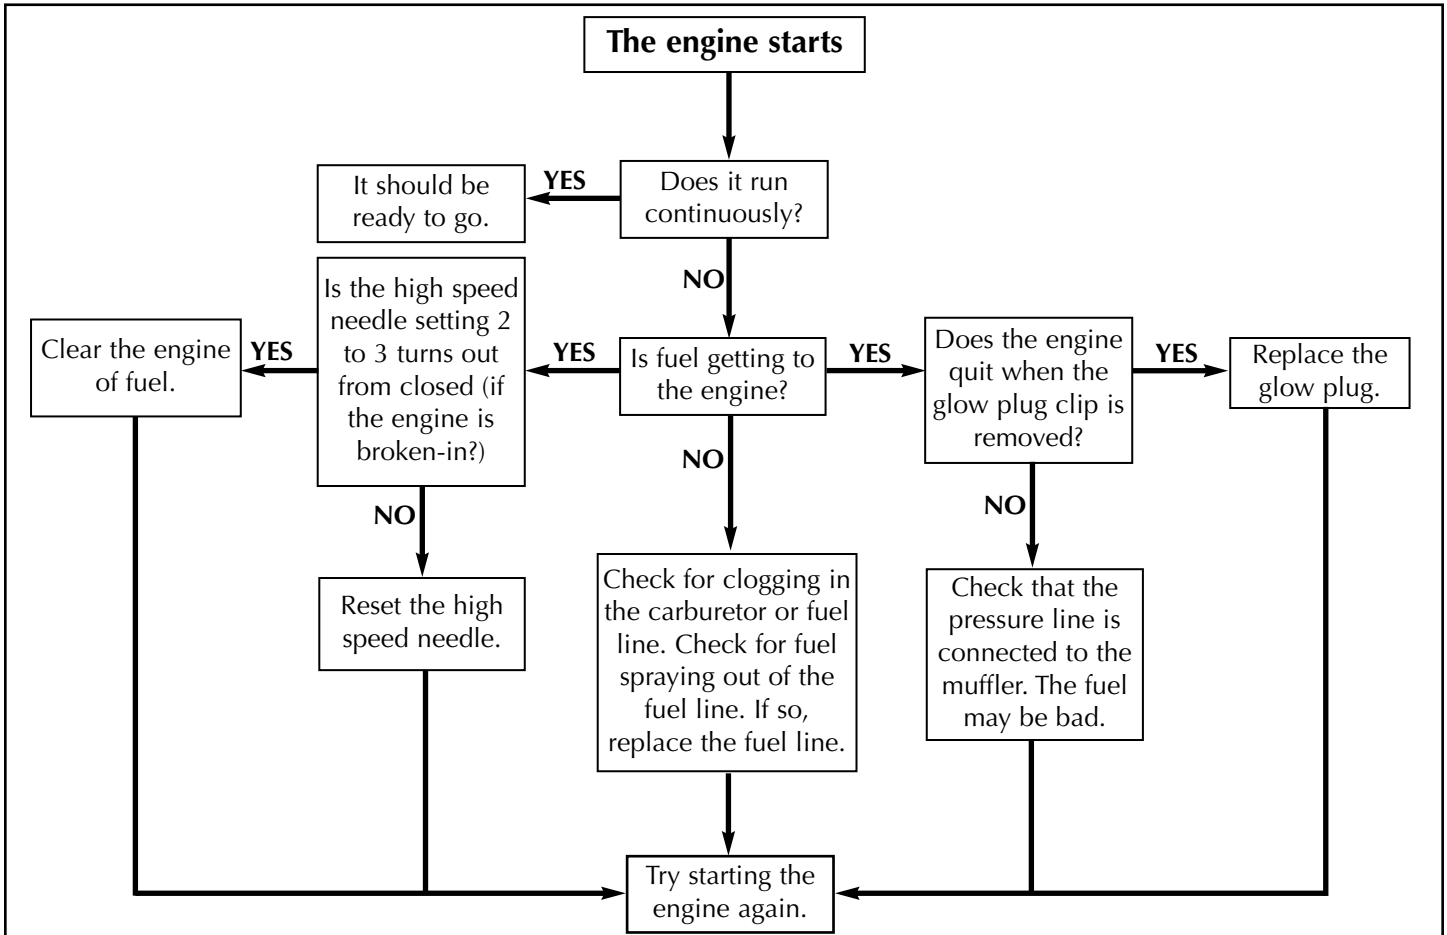 The engine starts
Does it run
continuously?
YES
It should be
ready to go.
NO
Is fuel getting to
the engine?
YES
Is the high speed
needle setting 2
to 3 turns out
from closed (if
the engine is
broken-in?)
YES
Clear the engine
of fuel.
NO
Reset the high
speed needle.
NO
Check for clogging in
the carburetor or fuel
line. Check for fuel
spraying out of the
fuel line. If so,
replace the fuel line.
YES
Does the engine
quit when the
glow plug clip is
removed?
YES
Replace the
glow plug.
NO
Check that the
pressure line is
connected to the
muffler. The fuel
may be bad.
Try starting the
engine again.